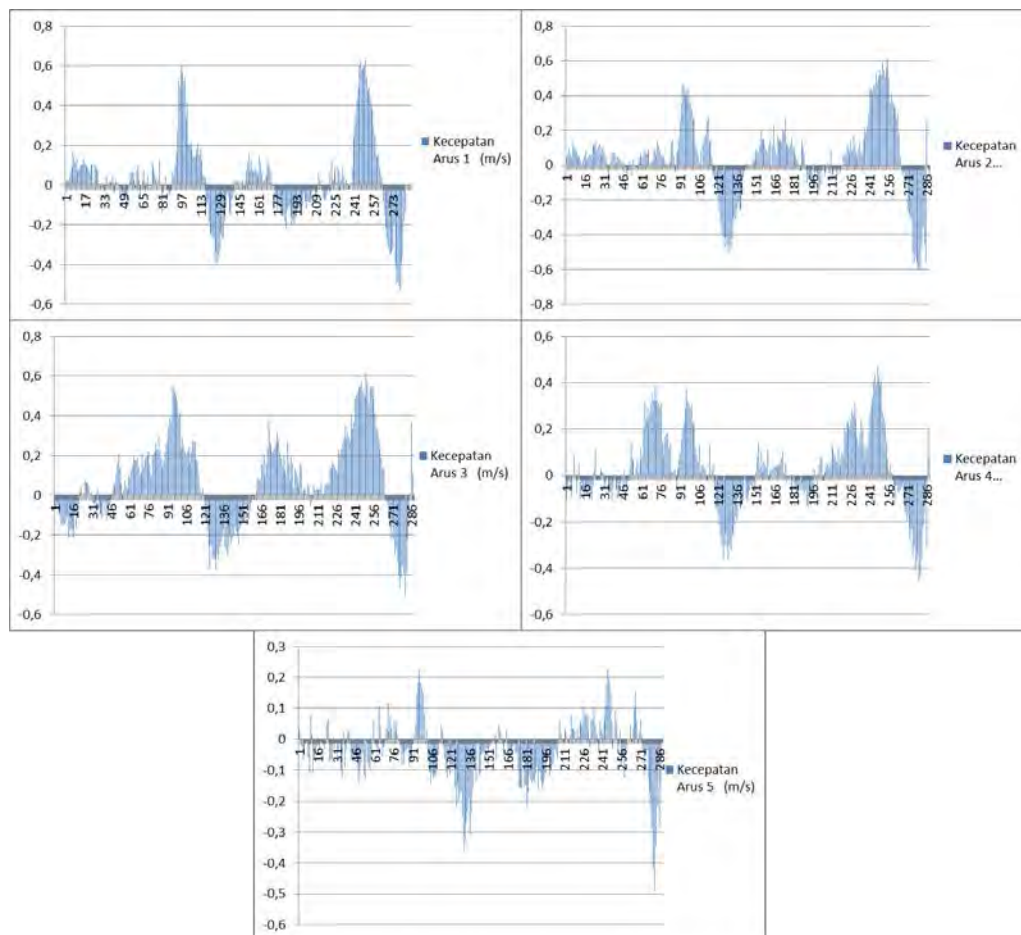 0,8
0,6
0,4
0,2
0
-0,2
-0,4
-0,6
1 17 33 49 65 81 97 113 129 145 161 177 193 209 225 241 257 273
Kecepatan
Arus 1 (m/s)
0,8
0,6
0,4
0,2
0
-0,2
-0,4
-0,6
-0,8
1 16 31 46 61 76 91 106 121 136 151 166 181 196 211 226 241 256 271 286
Kecepatan
Arus 2...
0,8
0,6
0,4
0,2
0
-0,2
-0,4
-0,6
1 16 31 46 61 76 91 106 121 136 151 166 181 196 211 226 241 256 271 286
Kecepatan
Arus 3 (m/s)
0,6
0,4
0,2
0
-0,2
-0,4
-0,6
1 16 31 46 61 76 91 106 121 136 151 166 181 196 211 226 241 256 271 286
Kecepatan
Arus 4...
0,3
0,2
0,1
0
-0,1
-0,2
-0,3
-0,4
-0,5
-0,6
1 16 31 46 61 76 91 106 121 136 151 166 181 196 211 226 241 256 271 286
Kecepatan
Arus 5 (m/s)